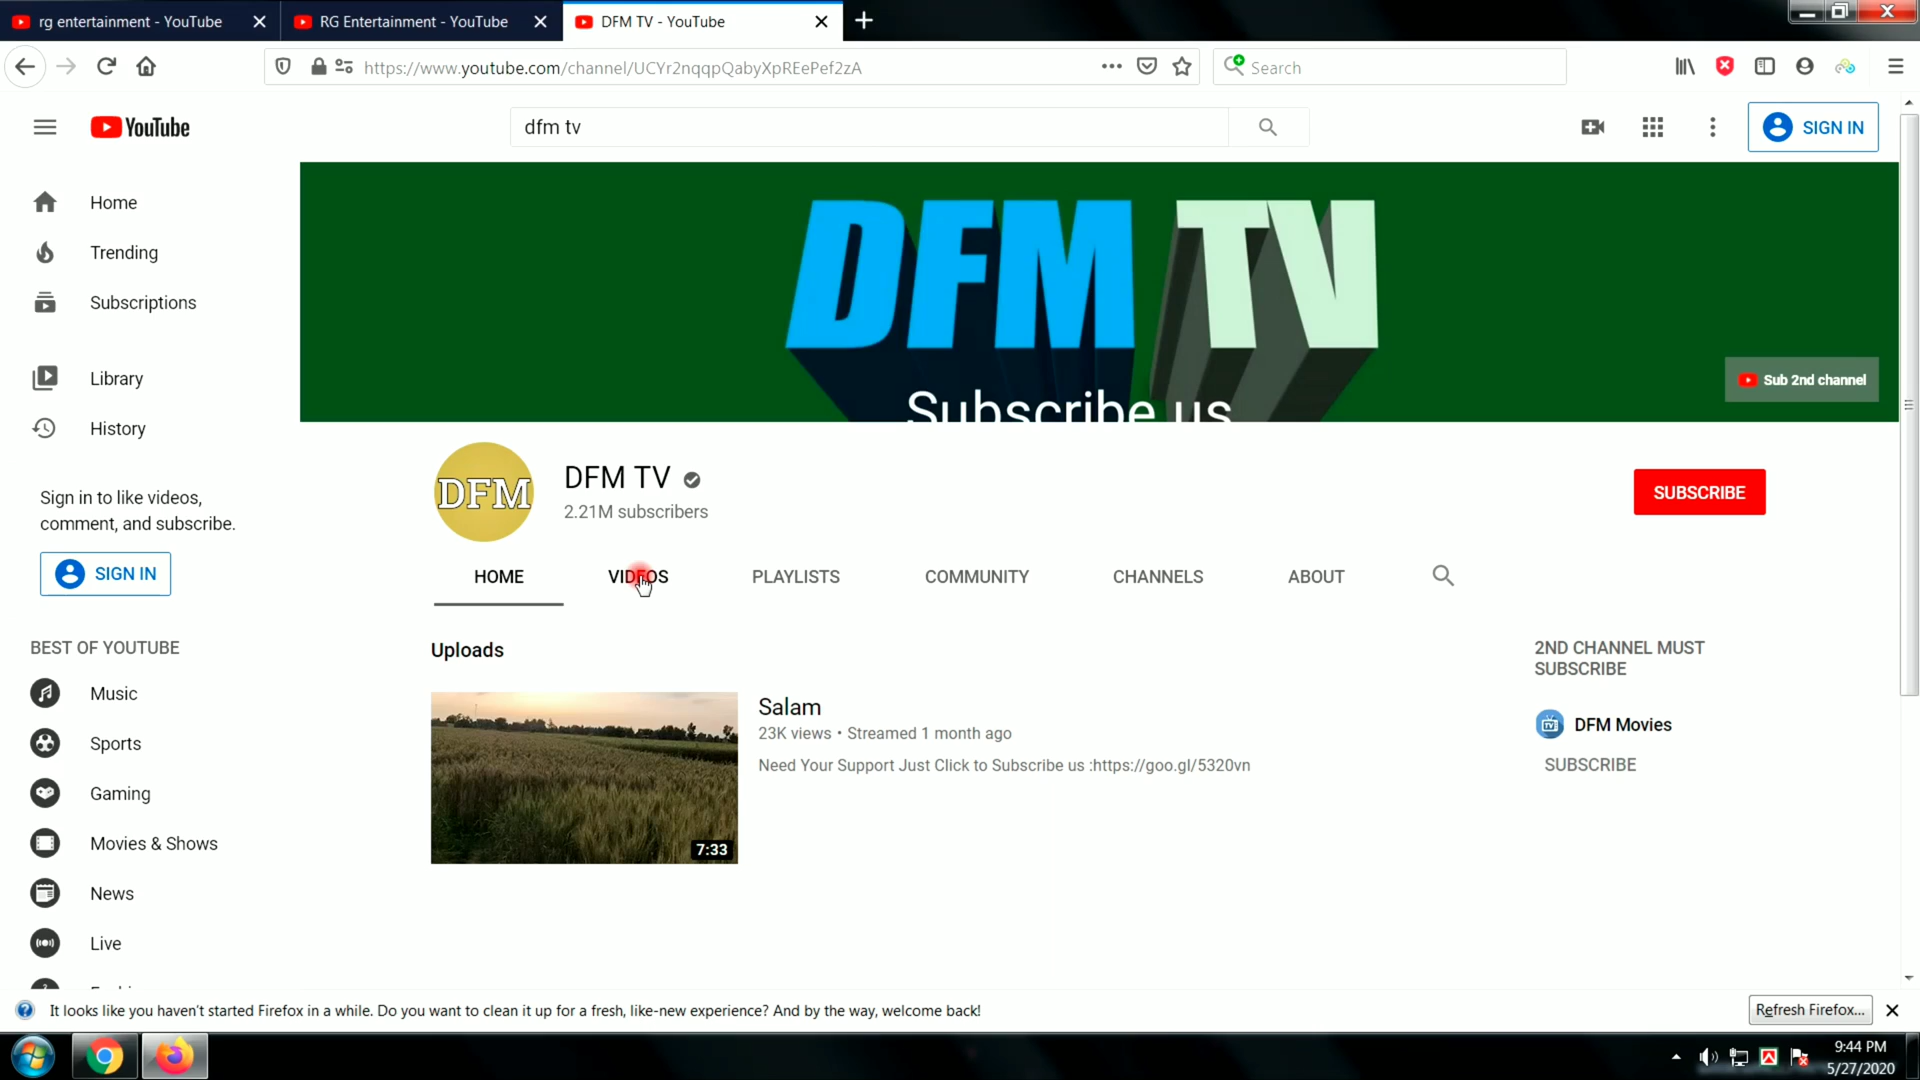 rg entertainment - YouTube
RG Entertainment - YouTube
DFM TV - YouTube
https://www.youtube.com/channel/UCYr2nqqpQabyXpREePef2zA
Search
YouTube
dfm tv
SIGN IN
Home
Trending
Subscriptions
Library
History
Sign in to like videos,
comment, and subscribe.
SIGN IN
BEST OF YOUTUBE
Music
Sports
Gaming
Movies & Shows
News
Live
DFM TV
Subscribe us
Sub 2nd channel
DFM
DFM TV
2.21M subscribers
SUBSCRIBE
HOME
VIDEOS
PLAYLISTS
COMMUNITY
CHANNELS
ABOUT
Uploads
7:33
Salam
23K views • Streamed 1 month ago
Need Your Support Just Click to Subscribe us :https://goo.gl/5320vn
2ND CHANNEL MUST
SUBSCRIBE
TV
DFM Movies
SUBSCRIBE
It looks like you haven't started Firefox in a while. Do you want to clean it up for a fresh, like-new experience? And by the way, welcome back!
Refresh Firefox...
9:44 PM
5/27/2020